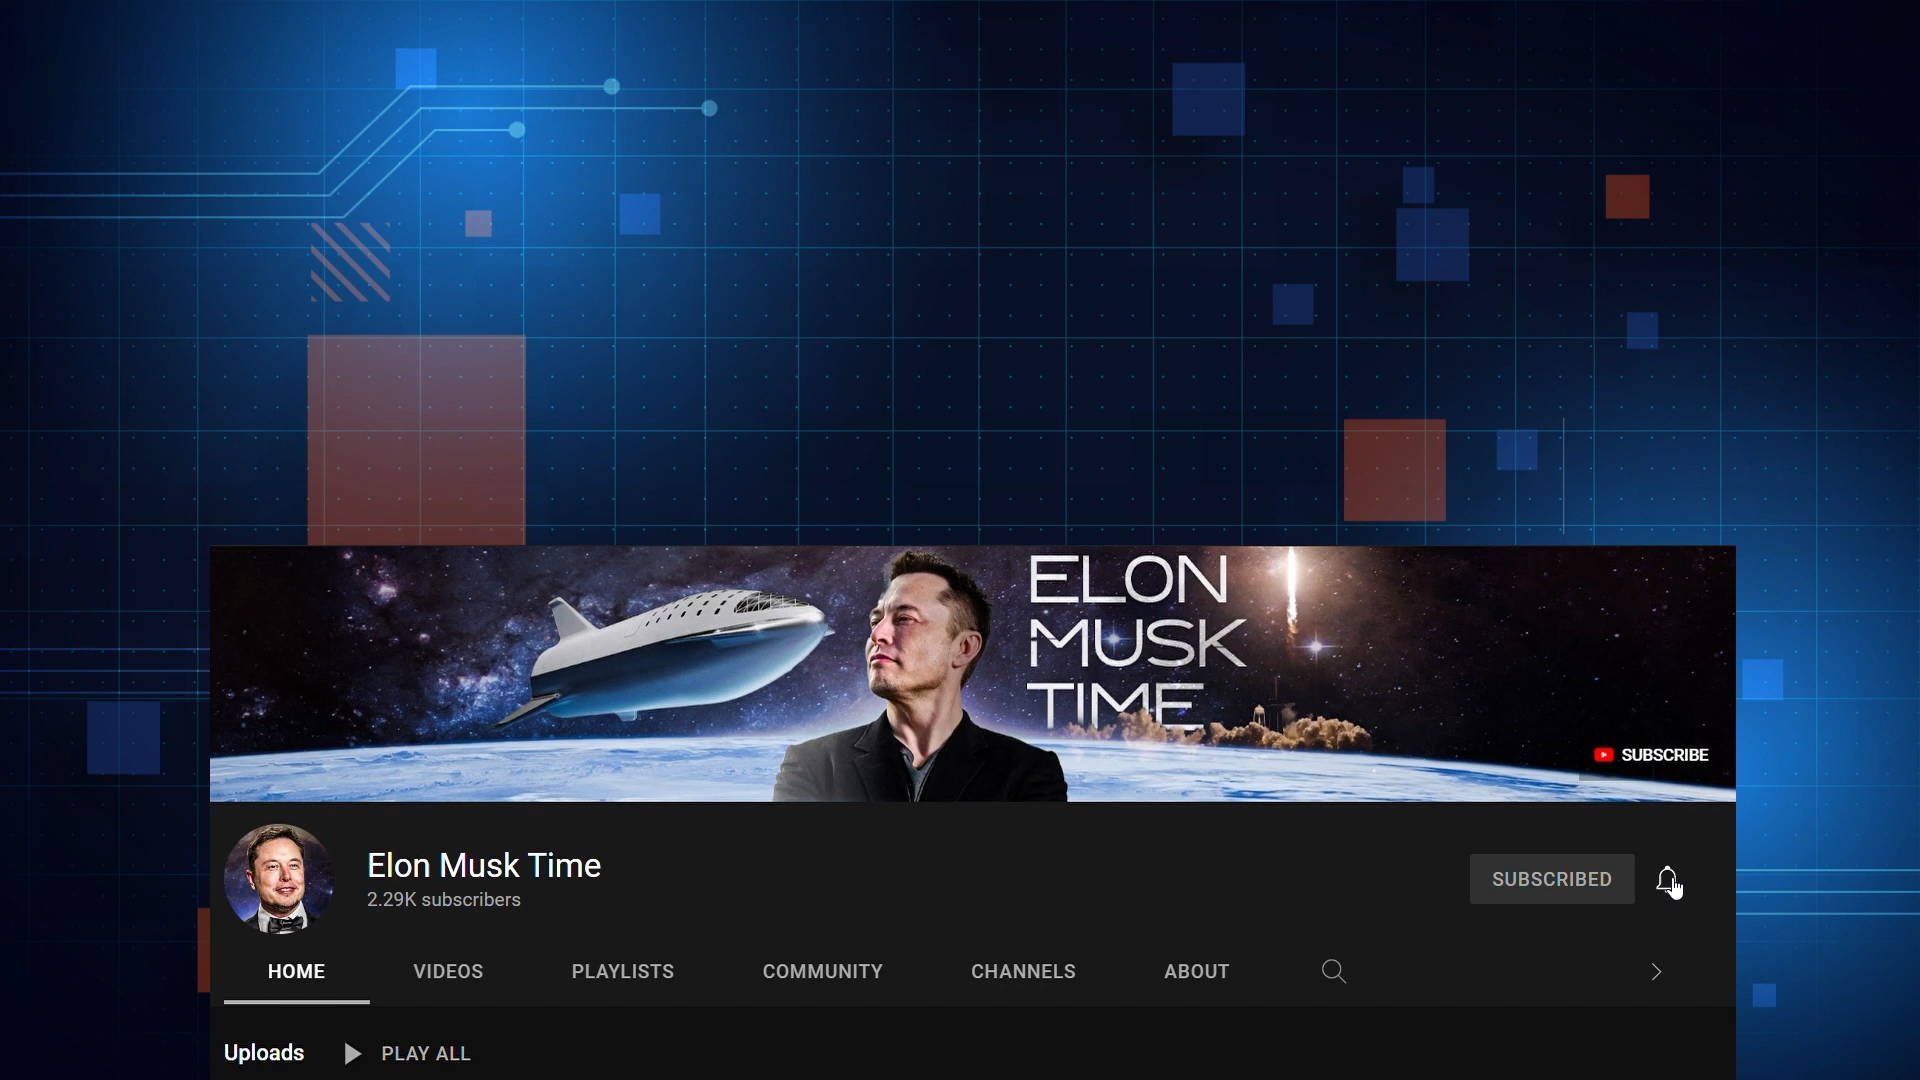 ELON
MUSK
TIME
SUBSCRIBE
Elon Musk Time
2.29K subscribers
SUBSCRIBED
HOME VIDEOS PLAYLISTS COMMUNITY CHANNELS ABOUT
Uploads PLAY ALL